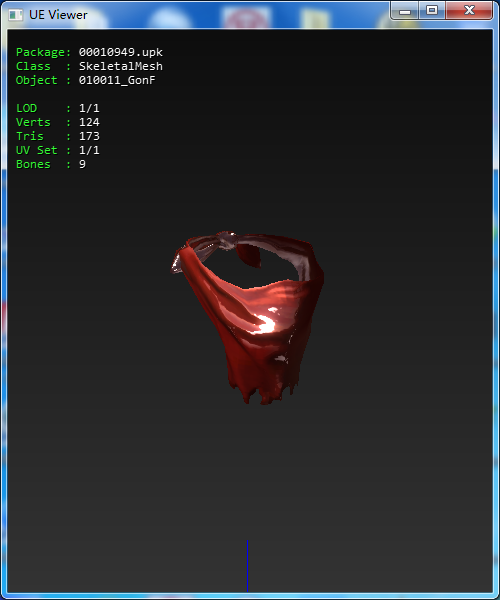 UE Viewer
Package: 00010949.upk
Class : SkeletalMesh
Object : 010011_GonF
LOD : 1/1
Verts : 124
Tris : 173
UV Set : 1/1
Bones : 9